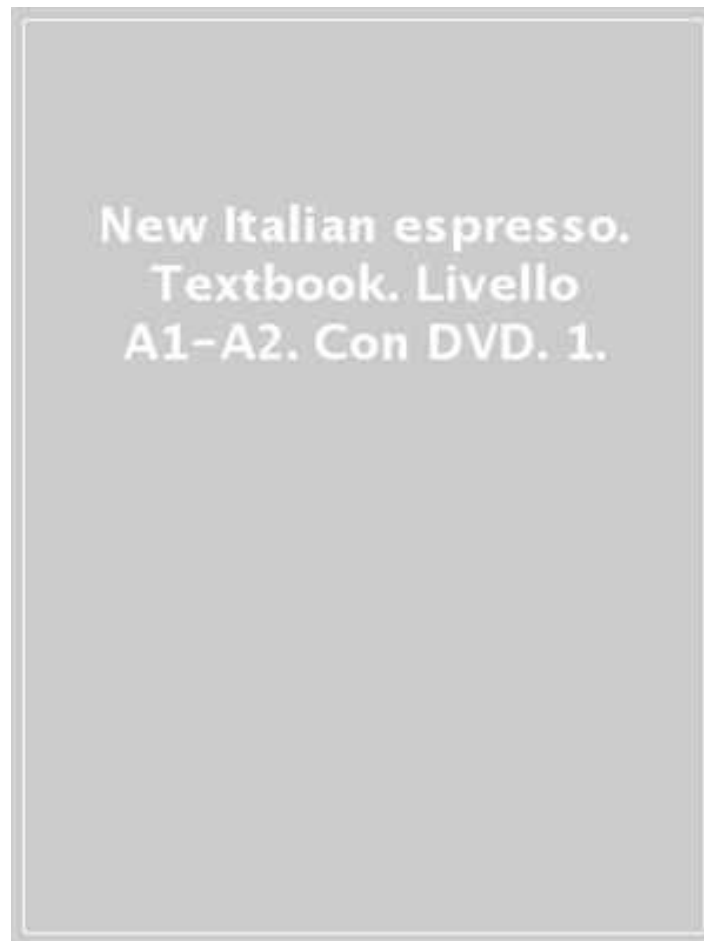 New Italian espresso.
Textbook. Livello
A1-A2. Con DVD. 1.